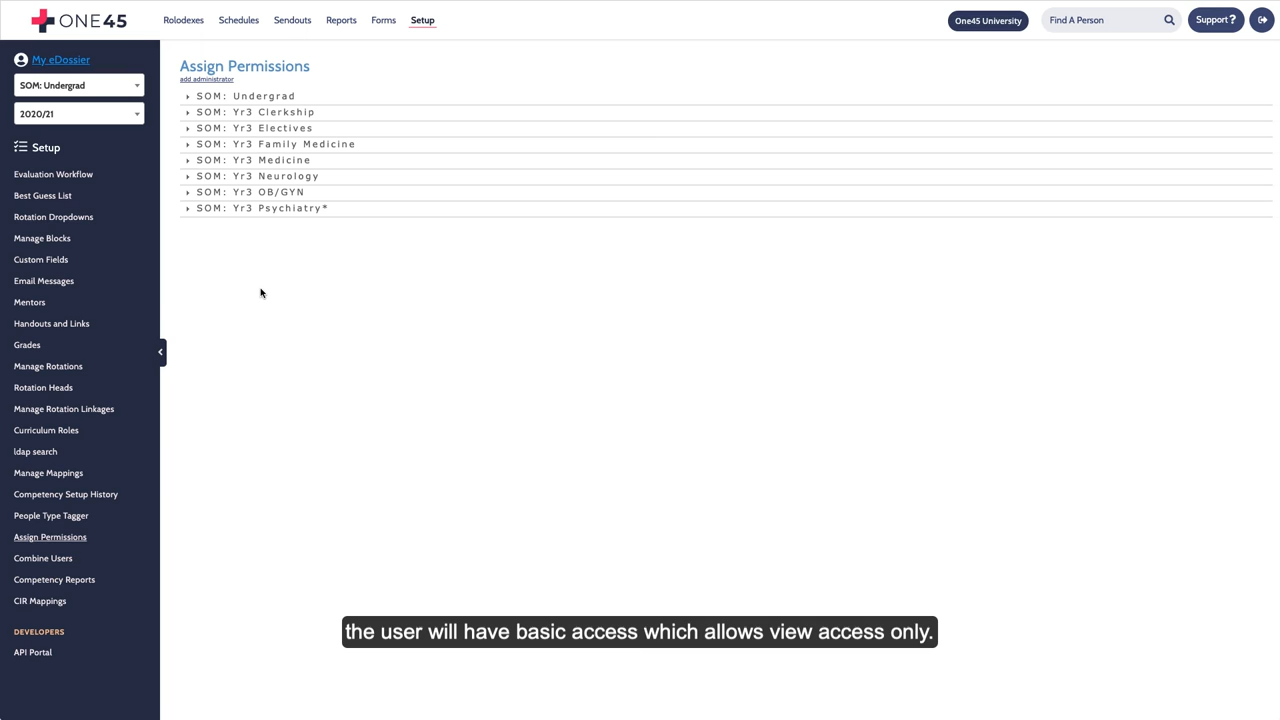 ONE45
Rolodexes Schedules Sendouts Reports Forms Setup
One45 University
Find A Person
Support?
My eDossier
SOM: Undergrad
2020/21
Setup
Evaluation Workflow
Best Guess List
Rotation Dropdowns
Manage Blocks
Custom Fields
Email Messages
Mentors
Handouts and Links
Grades
Manage Rotations
Rotation Heads
Manage Rotation Linkages
Curriculum Roles
ldap search
Manage Mappings
Competency Setup History
People Type Tagger
Assign Permissions
Combine Users
Competency Reports
CIR Mappings
DEVELOPERS
API Portal
Assign Permissions
add administrator
SOM: Undergrad
SOM: Yr3 Clerkship
SOM: Yr3 Electives
SOM: Yr3 Family Medicine
SOM: Yr3 Medicine
SOM: Yr3 Neurology
SOM: Yr3 OB/GYN
SOM: Yr3 Psychiatry*
the user will have basic access which allows view access only.